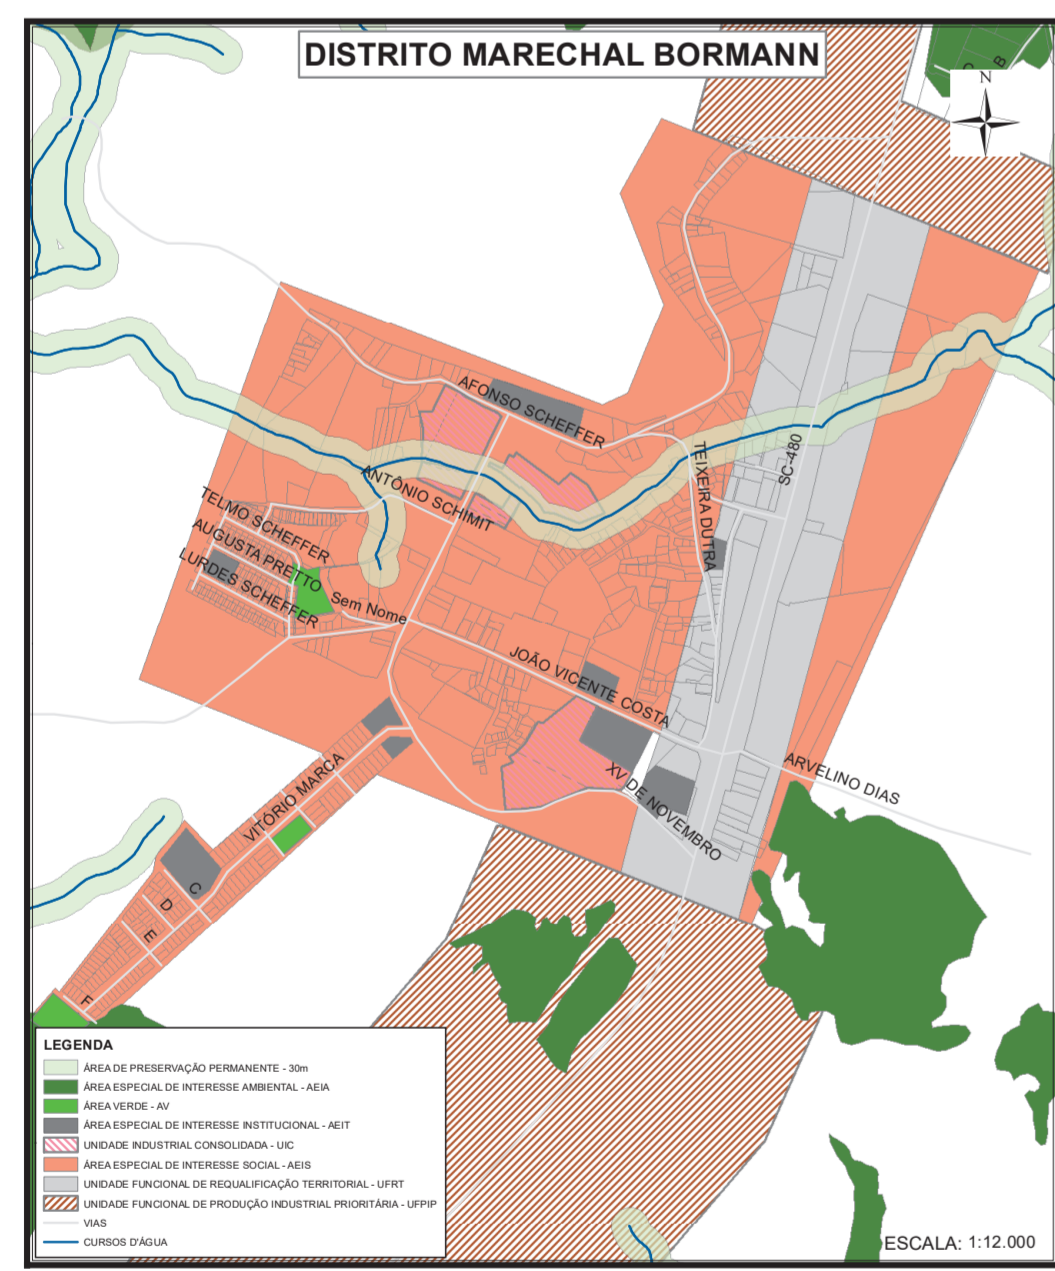 DISTRITO MARECHAL BORMANN
C
B
N
AFONSO SCHEFFER
TEIXEIRA DUTRA
SC-480
ANTÔNIO SCHIMIT
TELMO SCHEFFER
AUGUSTA PRETTO
LURDES SCHEFFER
Sem Nome
JOÃO VICENTE COSTA
XV DE NOVEMBRO
ARVELINO DIAS
VITÓRIO MARCA
C
D
E
F
LEGENDA
ÁREA DE PRESERVAÇÃO PERMANENTE - 30m
ÁREA ESPECIAL DE INTERESSE AMBIENTAL - AEIA
ÁREA VERDE - AV
ÁREA ESPECIAL DE INTERESSE INSTITUCIONAL - AEIT
UNIDADE INDUSTRIAL CONSOLIDADA - UIC
ÁREA ESPECIAL DE INTERESSE SOCIAL - AEIS
UNIDADE FUNCIONAL DE REQUALIFICAÇÃO TERRITORIAL - UFRT
UNIDADE FUNCIONAL DE PRODUÇÃO INDUSTRIAL PRIORITÁRIA - UFPIP
VIAS
CURSOS D'ÁGUA
ESCALA: 1:12.000